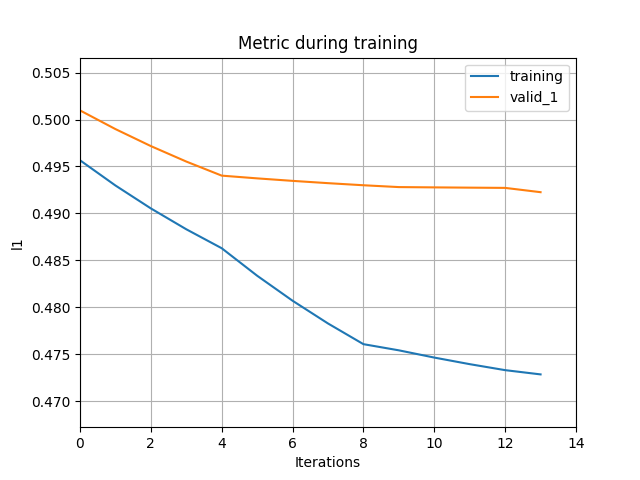 Metric during training
0.505
0.500
0.495
0.490
0.485
0.480
0.475
0.470
l1
training
valid_1
0 2 4 6 8 10 12 14
Iterations